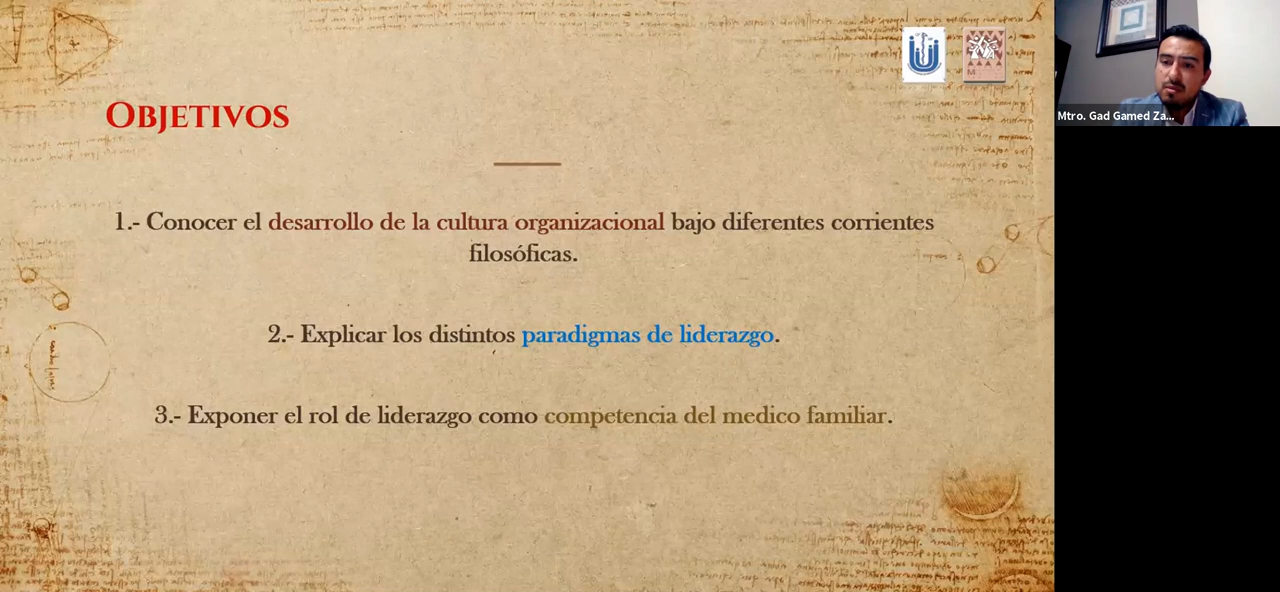 OBJETIVOS
1.- Conocer el desarrollo de la cultura organizacional bajo diferentes corrientes
filosóficas.
2.- Explicar los distintos paradigmas de liderazgo.
3.- Exponer el rol de liderazgo como competencia del medico familiar.
Mtro. Gad Gamed Za...